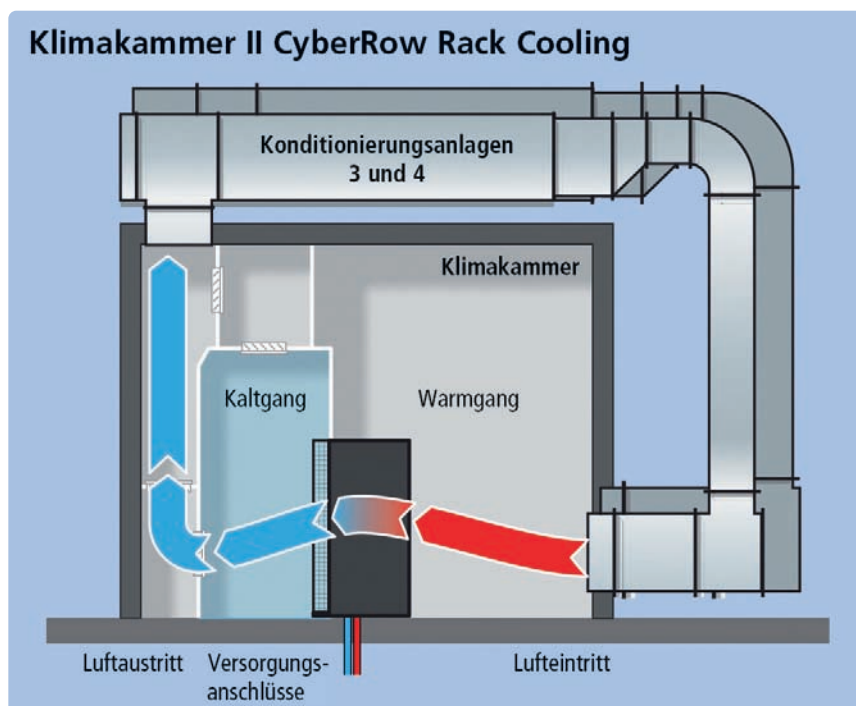 Klimakammer II CyberRow Rack Cooling
Konditionierungsanlagen
3 und 4
Klimakammer
Kaltgang
Warmgang
Luftaustritt
Versorgungs-
anschlüsse
Lufteintritt